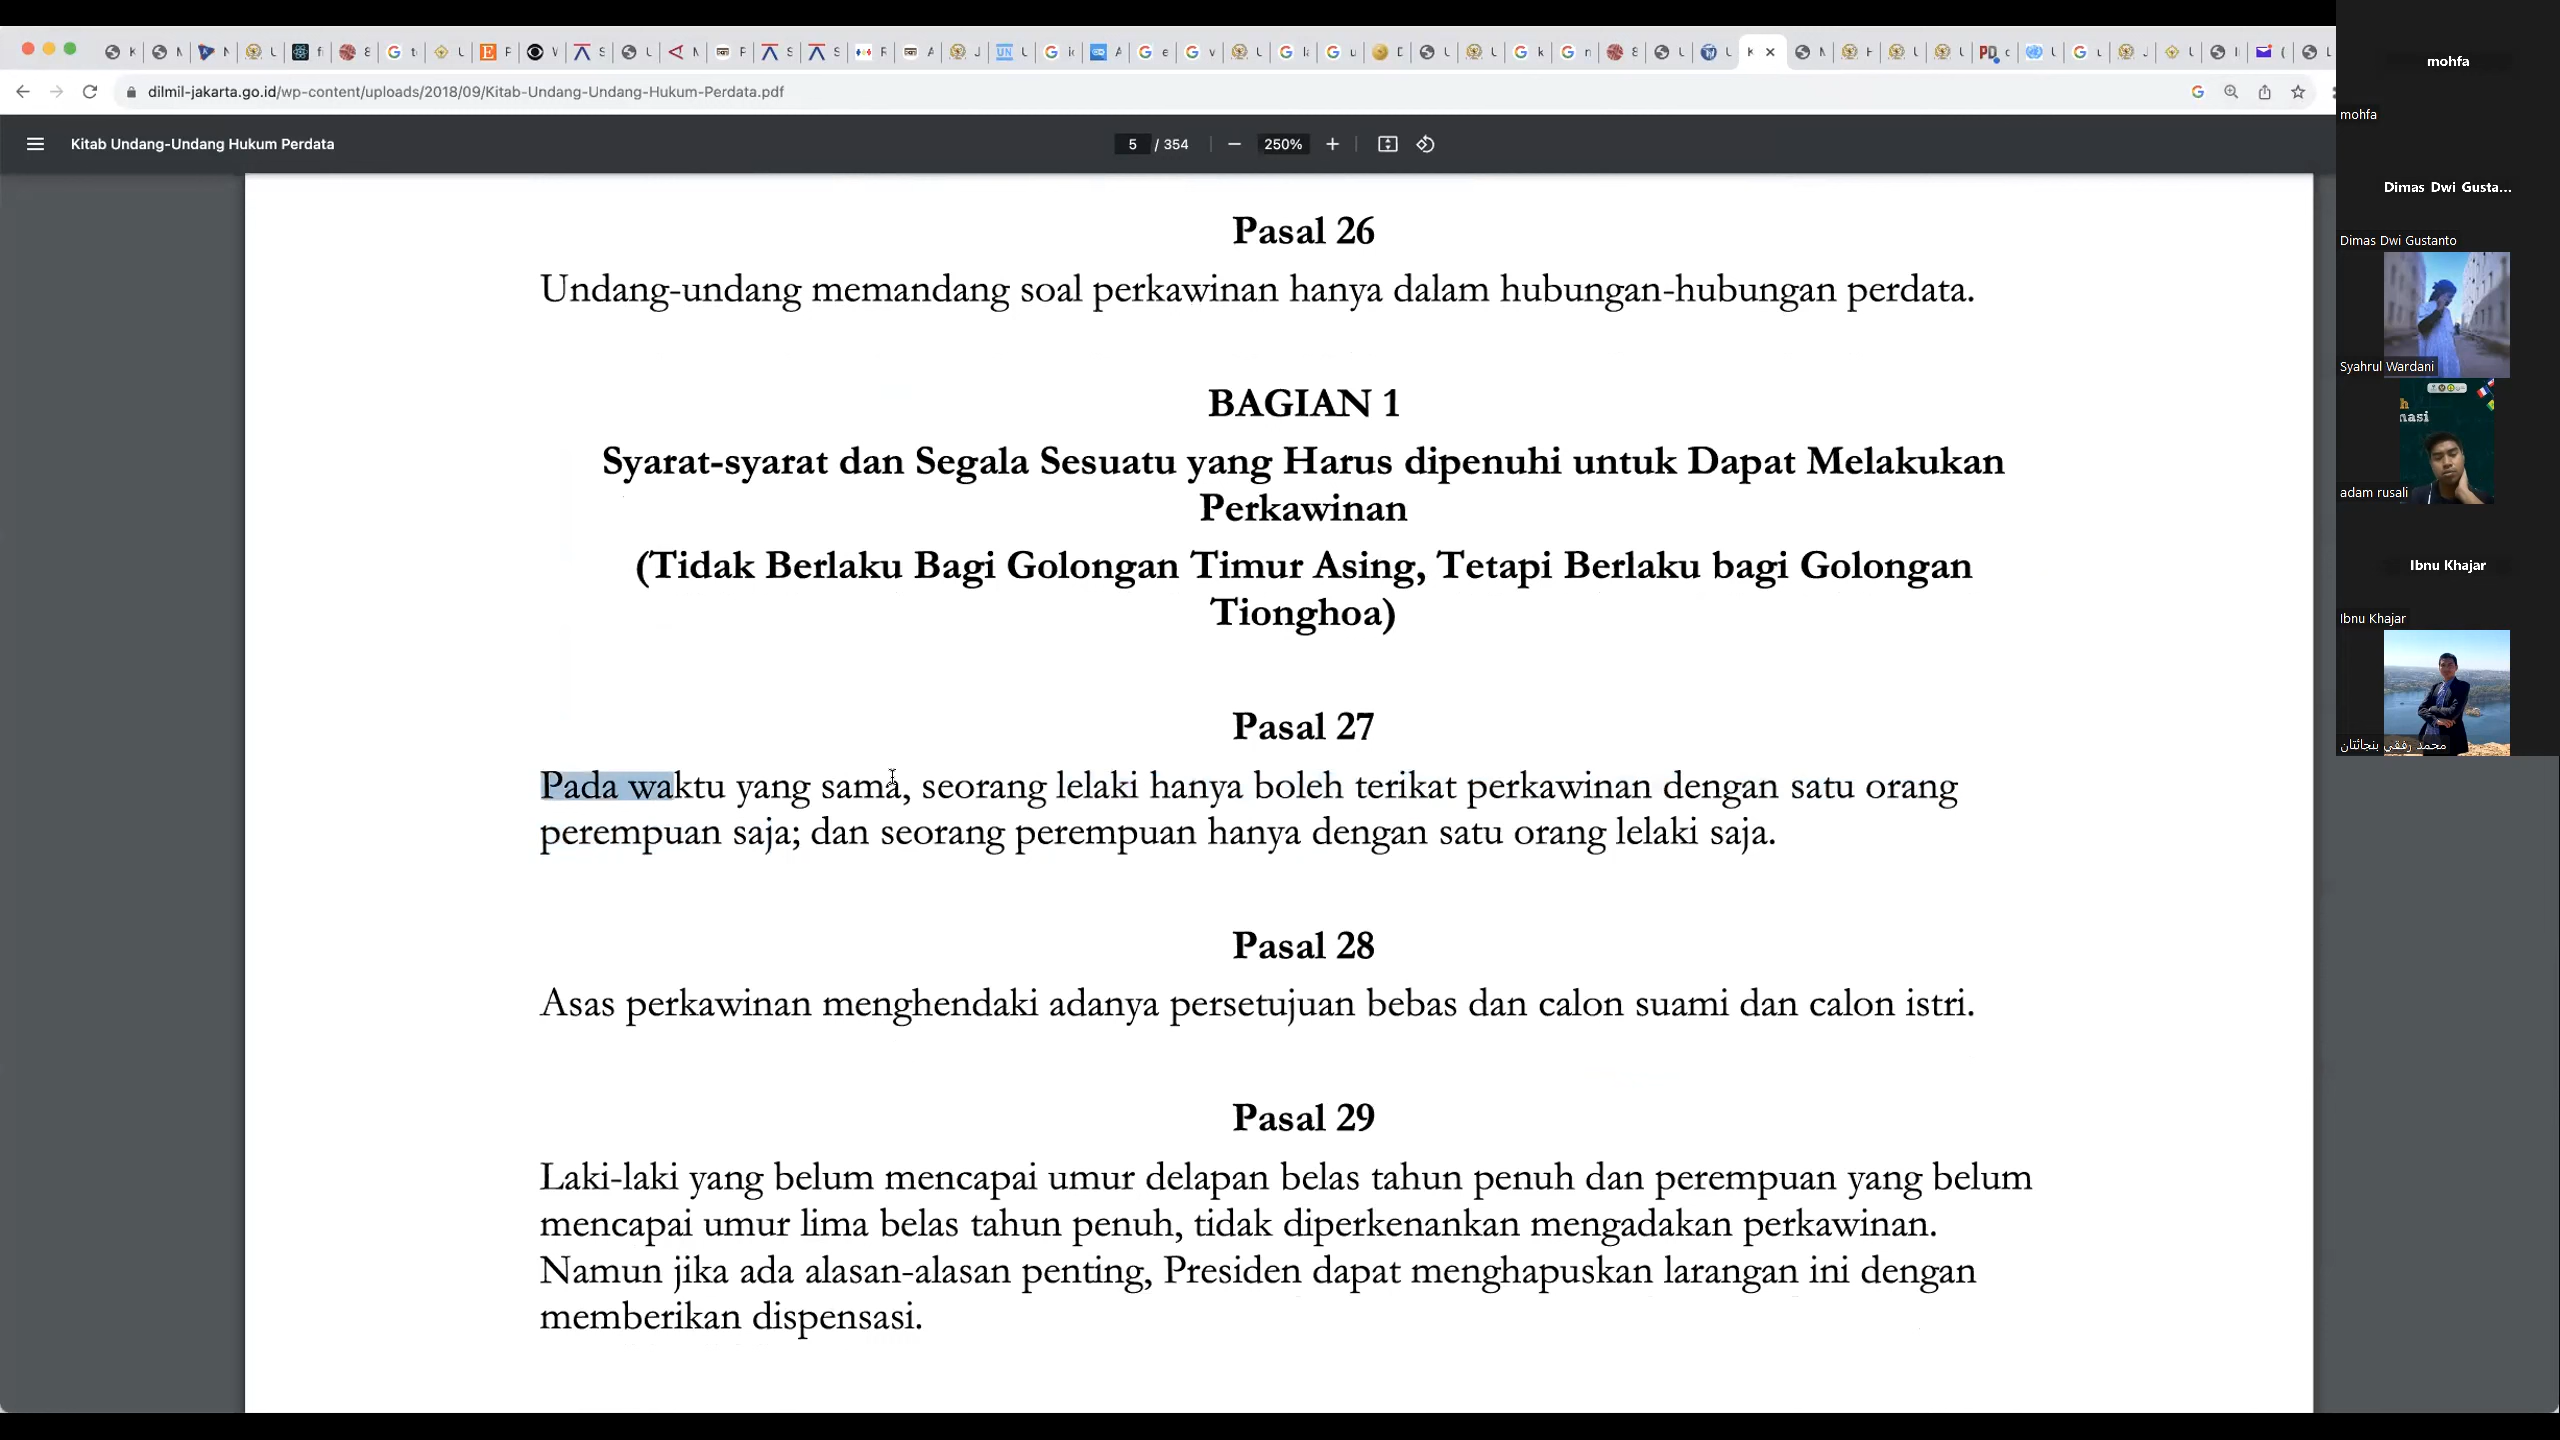 dilmil-jakarta.go.id/wp-content/uploads/2018/09/Kitab-Undang-Undang-Hukum-Perdata.pdf
Kitab Undang-Undang Hukum Perdata
5 / 354
250%
Pasal 26
Undang-undang memandang soal perkawinan hanya dalam hubungan-hubungan perdata.
BAGIAN 1
Syarat-syarat dan Segala Sesuatu yang Harus dipenuhi untuk Dapat Melakukan
Perkawinan
(Tidak Berlaku Bagi Golongan Timur Asing, Tetapi Berlaku bagi Golongan
Tionghoa)
Pasal 27
Pada waktu yang sama, seorang lelaki hanya boleh terikat perkawinan dengan satu orang
perempuan saja; dan seorang perempuan hanya dengan satu orang lelaki saja.
Pasal 28
Asas perkawinan menghendaki adanya persetujuan bebas dan calon suami dan calon istri.
Pasal 29
Laki-laki yang belum mencapai umur delapan belas tahun penuh dan perempuan yang belum
mencapai umur lima belas tahun penuh, tidak diperkenankan mengadakan perkawinan.
Namun jika ada alasan-alasan penting, Presiden dapat menghapuskan larangan ini dengan
memberikan dispensasi.
mohfa
mohfa
Dimas Dwi Gusta...
Dimas Dwi Gustanto
Syahrul Wardani
adam rusali
Ibnu Khajar
Ibnu Khajar
محمد رفقي بنجائتان